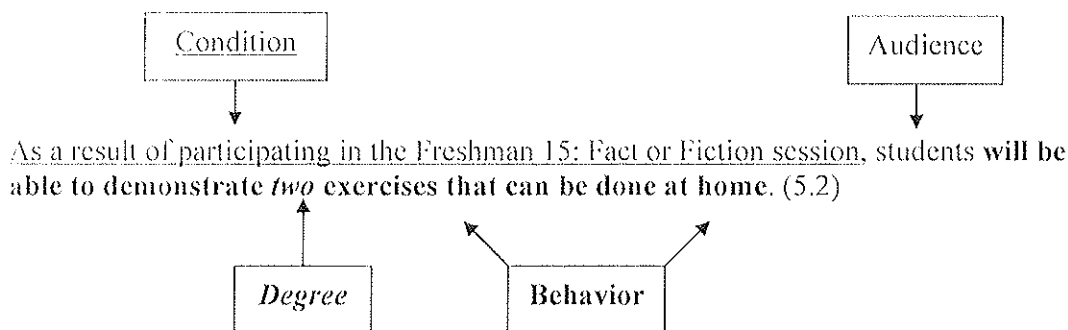 Condition
Audience
As a result of participating in the Freshman 15: Fact or Fiction session, students will be
able to demonstrate two exercises that can be done at home. (5.2)
Degree
Behavior